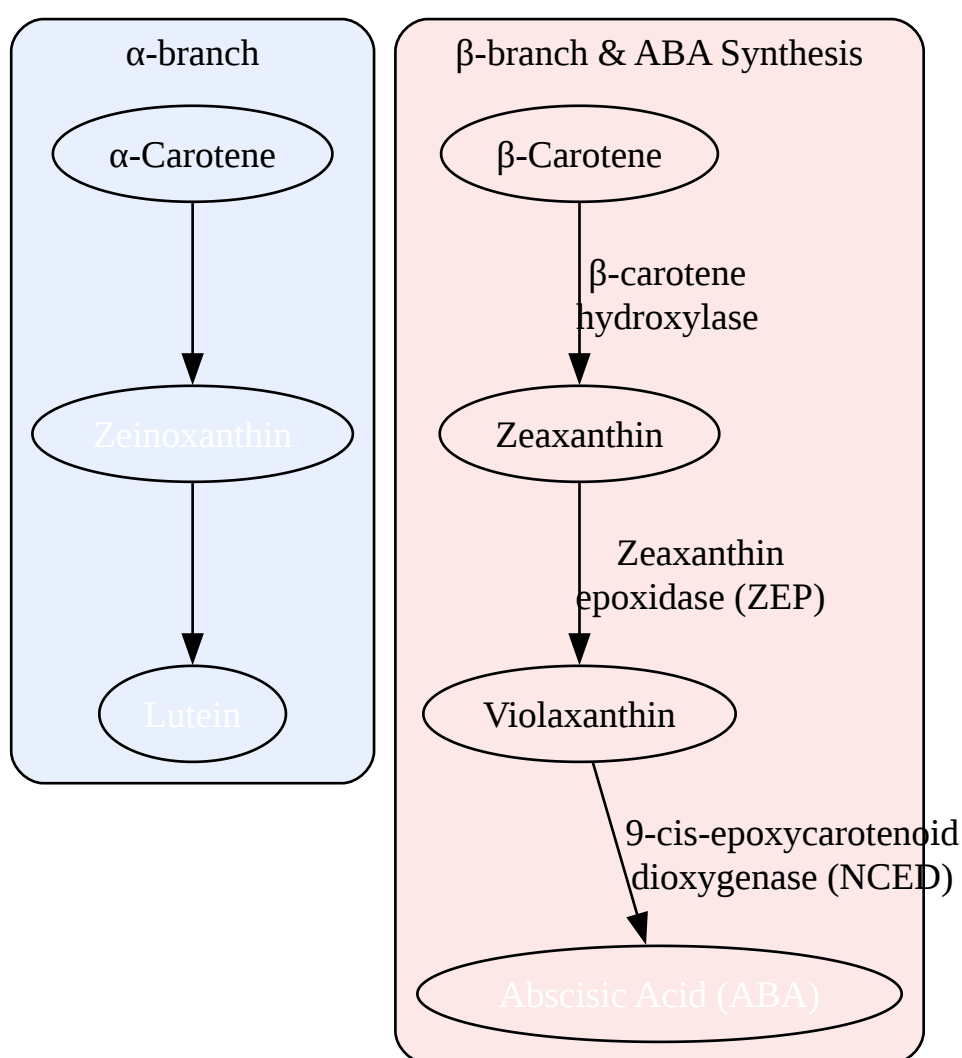 α-branch
α-Carotene
Zeinoxanthin
Lutein
β-branch & ABA Synthesis
β-Carotene
β-carotene
hydroxylase
Zeaxanthin
Zeaxanthin
epoxidase (ZEP)
Violaxanthin
9-cis-epoxycarotenoid
dioxygenase (NCED)
Abscisic Acid (ABA)